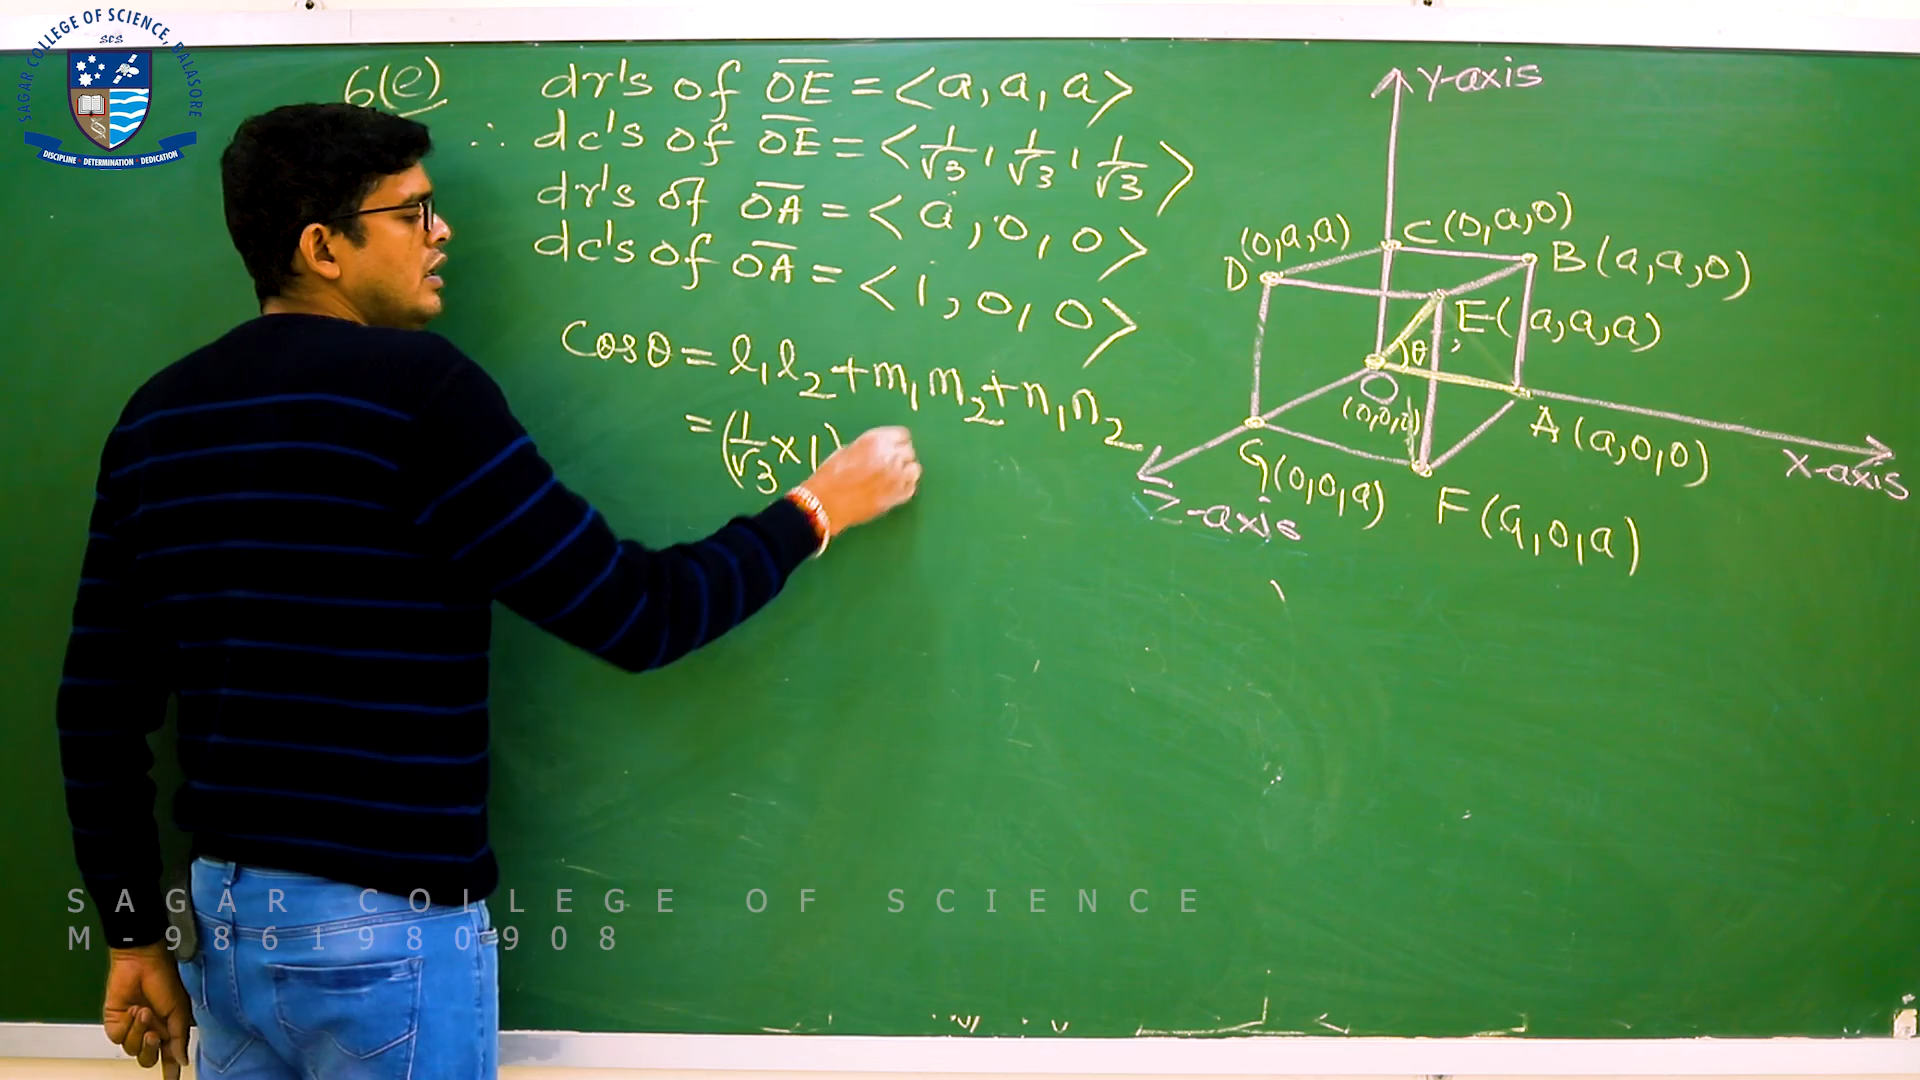 SAGAR COLLEGE OF SCIENCE, BALASORE
SCS
DISCIPLINE - DETERMINATION - DEDICATION
6(e)
dr's of OE = <a, a, a>
∴ dc's of OE = <1/√3, 1/√3, 1/√3>
dr's of OA = <a, 0, 0>
dc's of OA = <1, 0, 0>
Cosθ = l₁l₂+m₁m₂+n₁n₂
= (1/√3×1)
Y-axis
C(0,a,0)
(0,a,a)
D
B(a,a,0)
E(a,a,a)
θ
O
(0,0,0)
A(a,0,0)
X-axis
G(0,0,a)
Z-axis
F(a,0,a)
SAGAR COLLEGE OF SCIENCE
M-9861980908